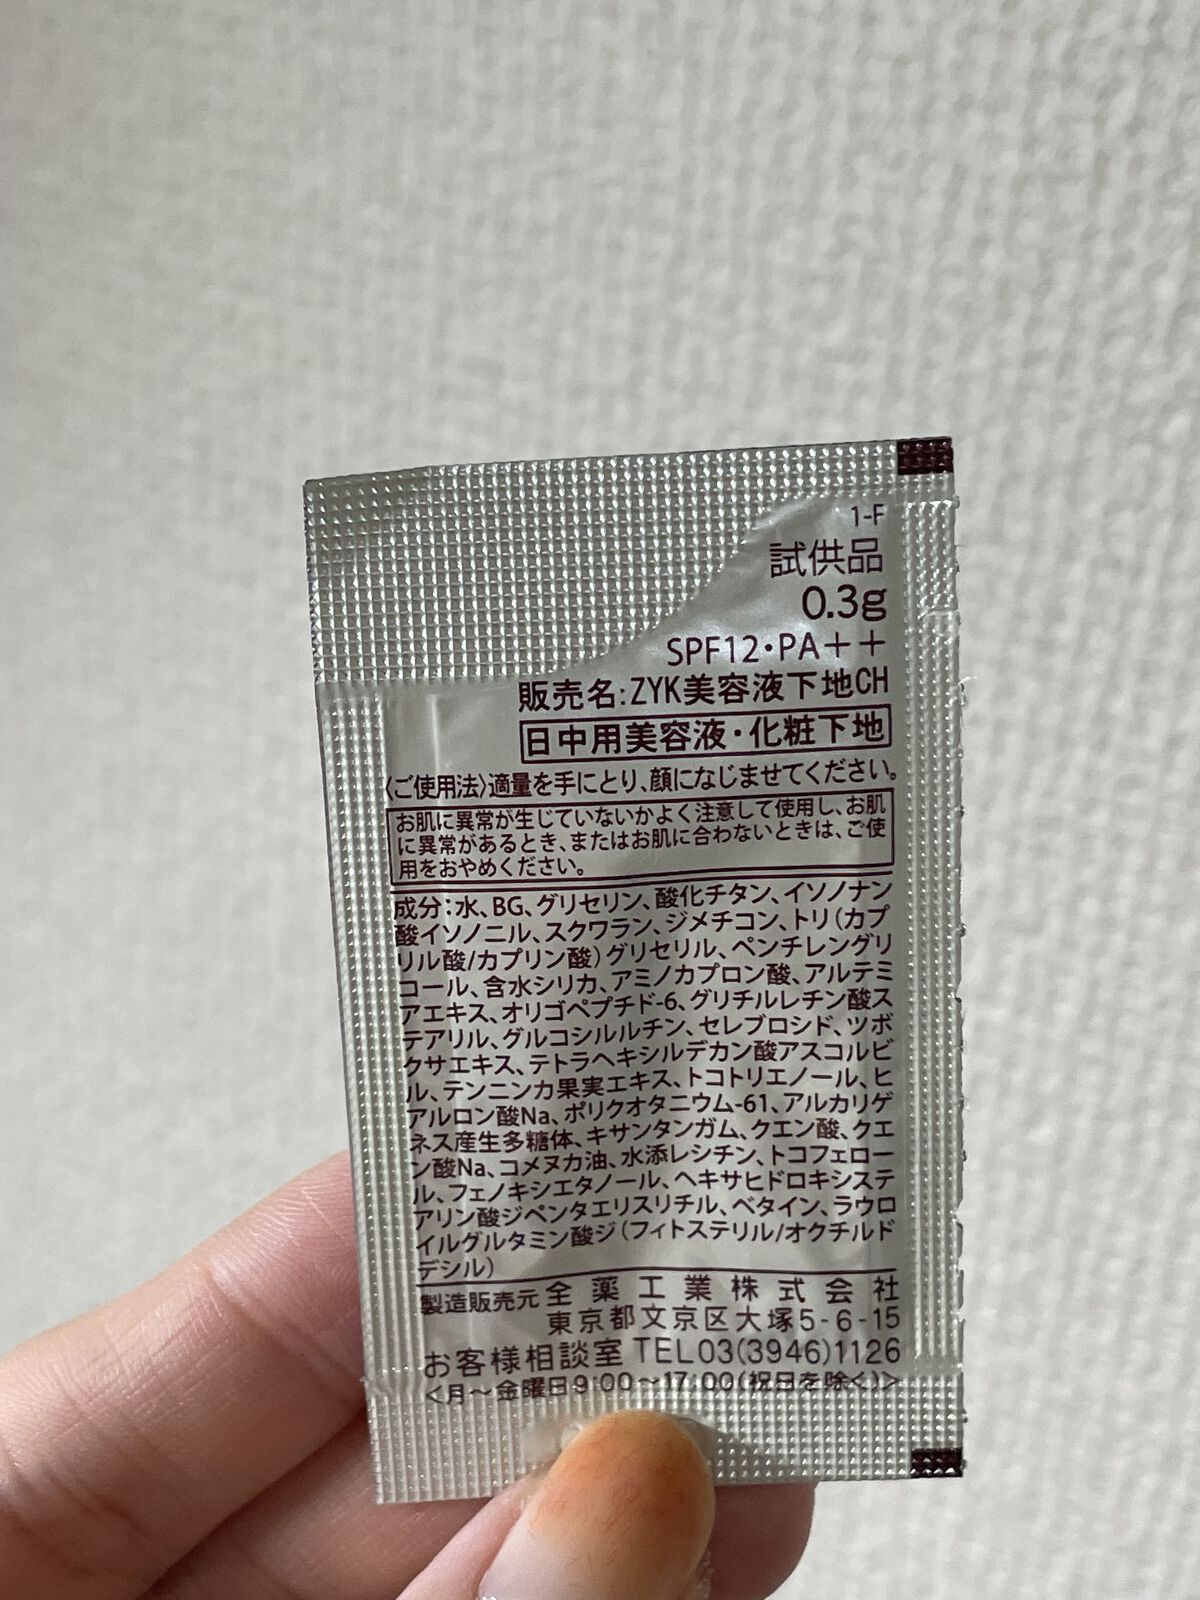 1-F
試供品
0.3g
SPF12・PA＋＋
販売名:ZYK美容液下地CH
日中用美容液・化粧下地
〈ご使用法〉適量を手にとり、顔になじませてください。
お肌に異常が生じていないかよく注意して使用し、お肌
に異常があるとき、またはお肌に合わないときは、ご使
用をおやめください。
成分:水、BG、グリセリン、酸化チタン、イソノナン
酸イソノニル、スクワラン、ジメチコン、トリ(カプ
リル酸/カプリン酸)グリセリル、ペンチレングリ
コール、含水シリカ、アミノカプロン酸、アルテミ
アエキス、オリゴペプチド-6、グリチルレチン酸ス
テアリル、グルコシルルチン、セレブロシド、ツボ
クサエキス、テトラヘキシルデカン酸アスコルビ
ル、テンニンカ果実エキス、トコトリエノール、ヒ
アルロン酸Na、ポリクオタニウム-61、アルカリゲ
ネス産生多糖体、キサンタンガム、クエン酸、クエ
ン酸Na、コメヌカ油、水添レシチン、トコフェロー
ル、フェノキシエタノール、ヘキサヒドロキシステ
アリン酸ジペンタエリスリチル、ベタイン、ラウロ
イルグルタミン酸ジ(フィトステリル/オクチルド
デシル)
製造販売元 全薬工業株式会社
東京都文京区大塚5-6-15
お客様相談室 TEL03(3946)1126
<月～金曜日9:00～17:00(祝日を除く)>